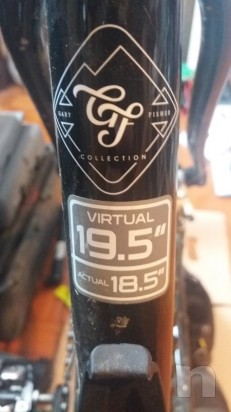 GARY FISHER
GF
COLLECTION
VIRTUAL
19.5"
ACTUAL 18.5"
n